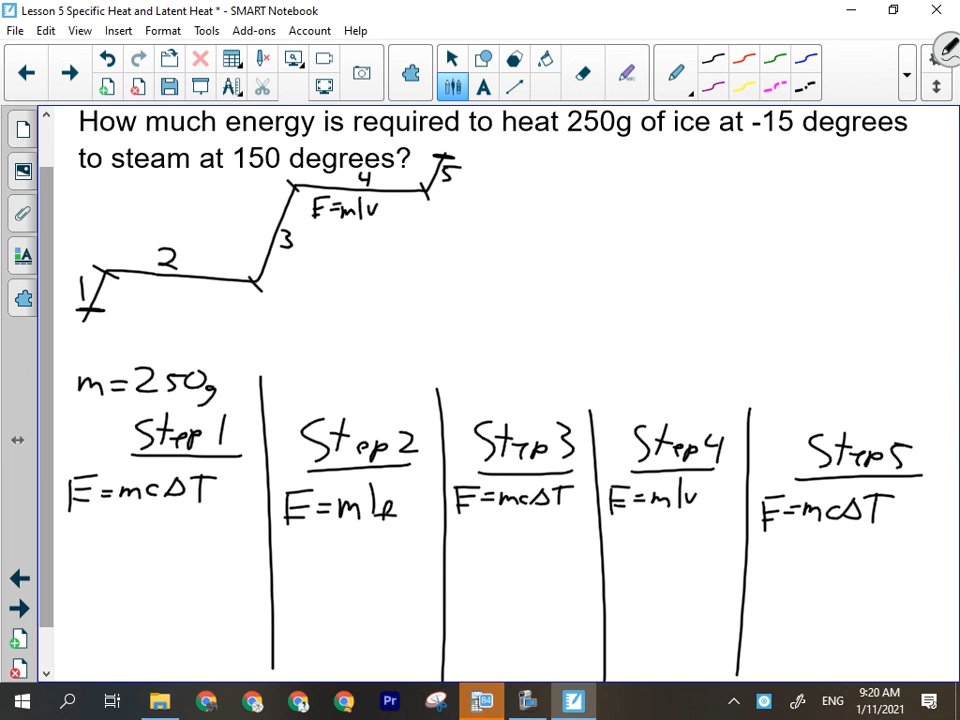 Lesson 5 Specific Heat and Latent Heat * - SMART Notebook
File Edit View Insert Format Tools Add-ons Account Help
How much energy is required to heat 250g of ice at -15 degrees
to steam at 150 degrees?
1
2
3
4
E=mlv
5
m=250g
Step 1
E=mcΔT
Step 2
E=mlf
Step 3
E=mcΔT
Step 4
E=mlv
Step 5
E=mcΔT
ENG
9:20 AM
1/11/2021